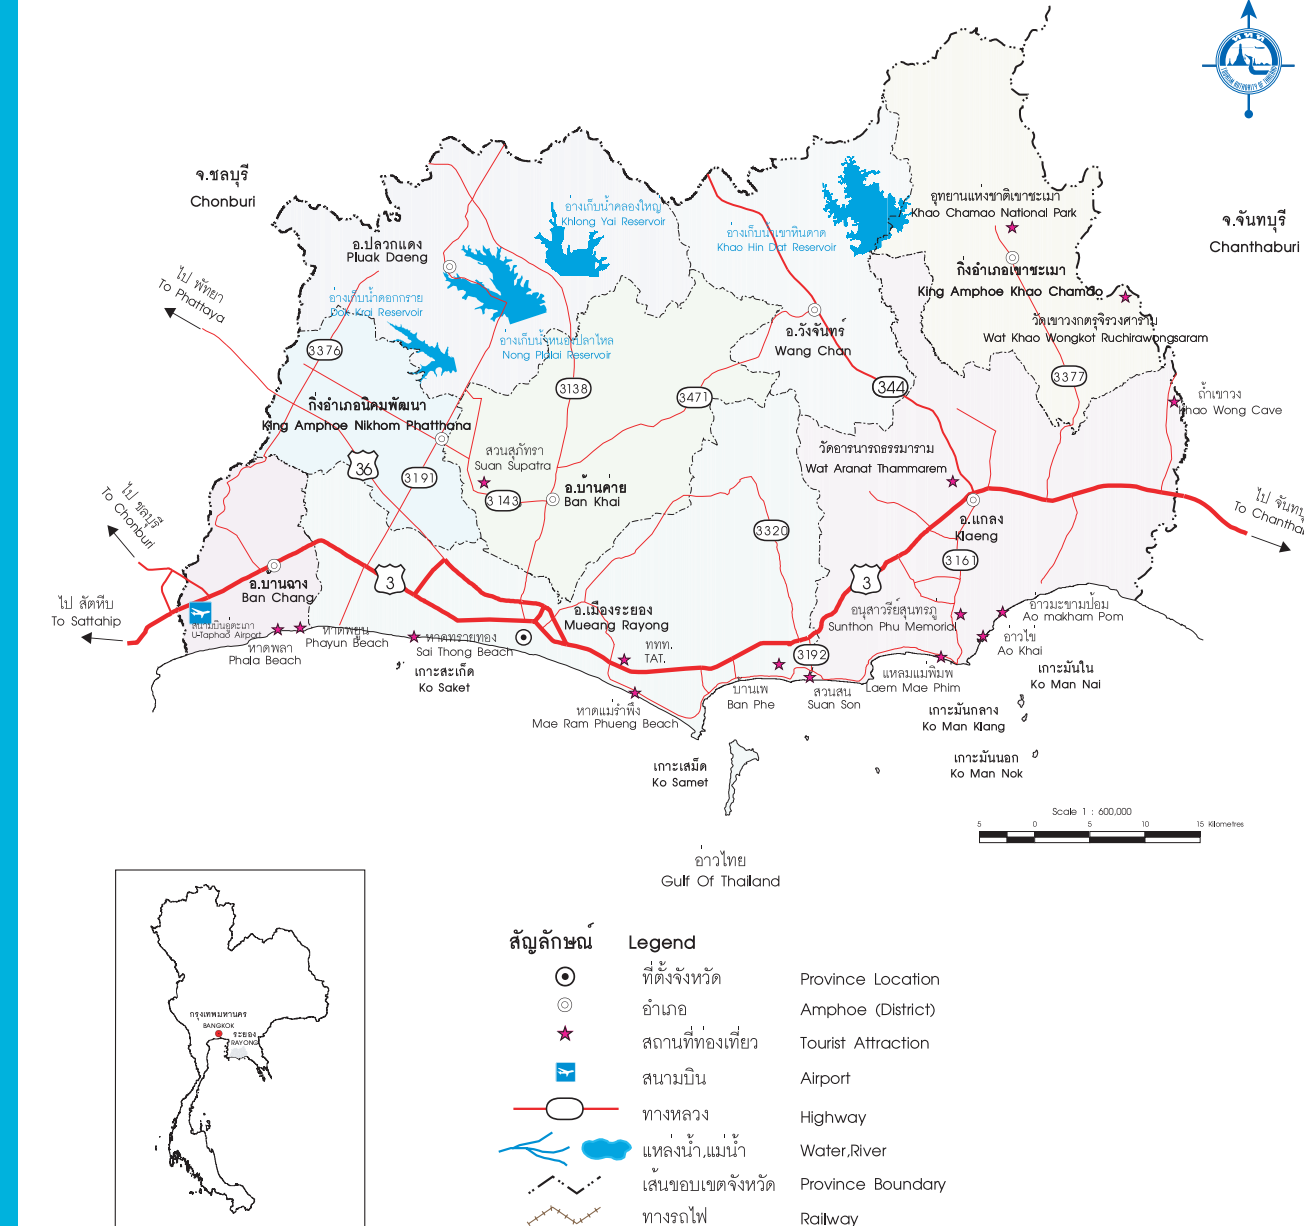 ททท
TOURISM AUTHORITY OF THAILAND
จ.ชลบุรี
Chonburi
อ่างเก็บน้ำคลองใหญ่
Khlong Yai Reservoir
อ่างเก็บน้ำเขาหินดาด
Khao Hin Dat Reservoir
อุทยานแห่งชาติเขาชะเมา
Khao Chamao National Park
จ.จันทบุรี
Chanthaburi
อ.ปลวกแดง
Pluak Daeng
กิ่งอำเภอเขาชะเมา
King Amphoe Khao Chamao
ไป พัทยา
To Phattaya
อ่างเก็บน้ำดอกกราย
Dok Krai Reservoir
อ่างเก็บน้ำหนองปลาไหล
Nong Plalai Reservoir
อ.วังจันทร์
Wang Chan
วัดเขาวงกตรุจิรวงศาราม
Wat Khao Wongkot Ruchirawongsaram
3376
3138
3471
344
3377
ถ้ำเขาวง
Khao Wong Cave
กิ่งอำเภอนิคมพัฒนา
King Amphoe Nikhom Phatthana
36
3191
สวนสุภัทรา
Suan Supatra
3143
อ.บ้านค่าย
Ban Khai
วัดอารนารถธรรมาราม
Wat Aranat Thammarem
ไป ชลบุรี
To Chonburi
3320
อ.แกลง
Klaeng
ไป จันทบุ
To Chantha
3
3
3161
อ.บ้านฉาง
Ban Chang
ไป สัตหีบ
To Sattahip
สนามบินอู่ตะเภา
U-Taphao Airport
หาดพลา
Phala Beach
หาดพยูน
Phayun Beach
หาดทรายทอง
Sai Thong Beach
อ.เมืองระยอง
Mueang Rayong
ททท.
TAT.
3192
อนุสาวรีย์สุนทรภู่
Sunthon Phu Memorial
อ่าวมะขามป้อม
Ao makham Pom
อ่าวไข่
Ao Khai
เกาะสะเก็ด
Ko Saket
หาดแม่รำพึง
Mae Ram Phueng Beach
บ้านเพ
Ban Phe
สวนสน
Suan Son
แหลมแม่พิมพ์
Laem Mae Phim
เกาะมันใน
Ko Man Nai
เกาะมันกลาง
Ko Man Klang
เกาะมันนอก
Ko Man Nok
เกาะเสม็ด
Ko Samet
Scale 1 : 600,000
5 0 5 10 15 Kilometres
อ่าวไทย
Gulf Of Thailand
กรุงเทพมหานคร
BANGKOK
ระยอง
RAYONG
สัญลักษณ์ Legend
ที่ตั้งจังหวัด Province Location
อำเภอ Amphoe (District)
สถานที่ท่องเที่ยว Tourist Attraction
สนามบิน Airport
ทางหลวง Highway
แหล่งน้ำ,แม่น้ำ Water,River
เส้นขอบเขตจังหวัด Province Boundary
ทางรถไฟ Railway